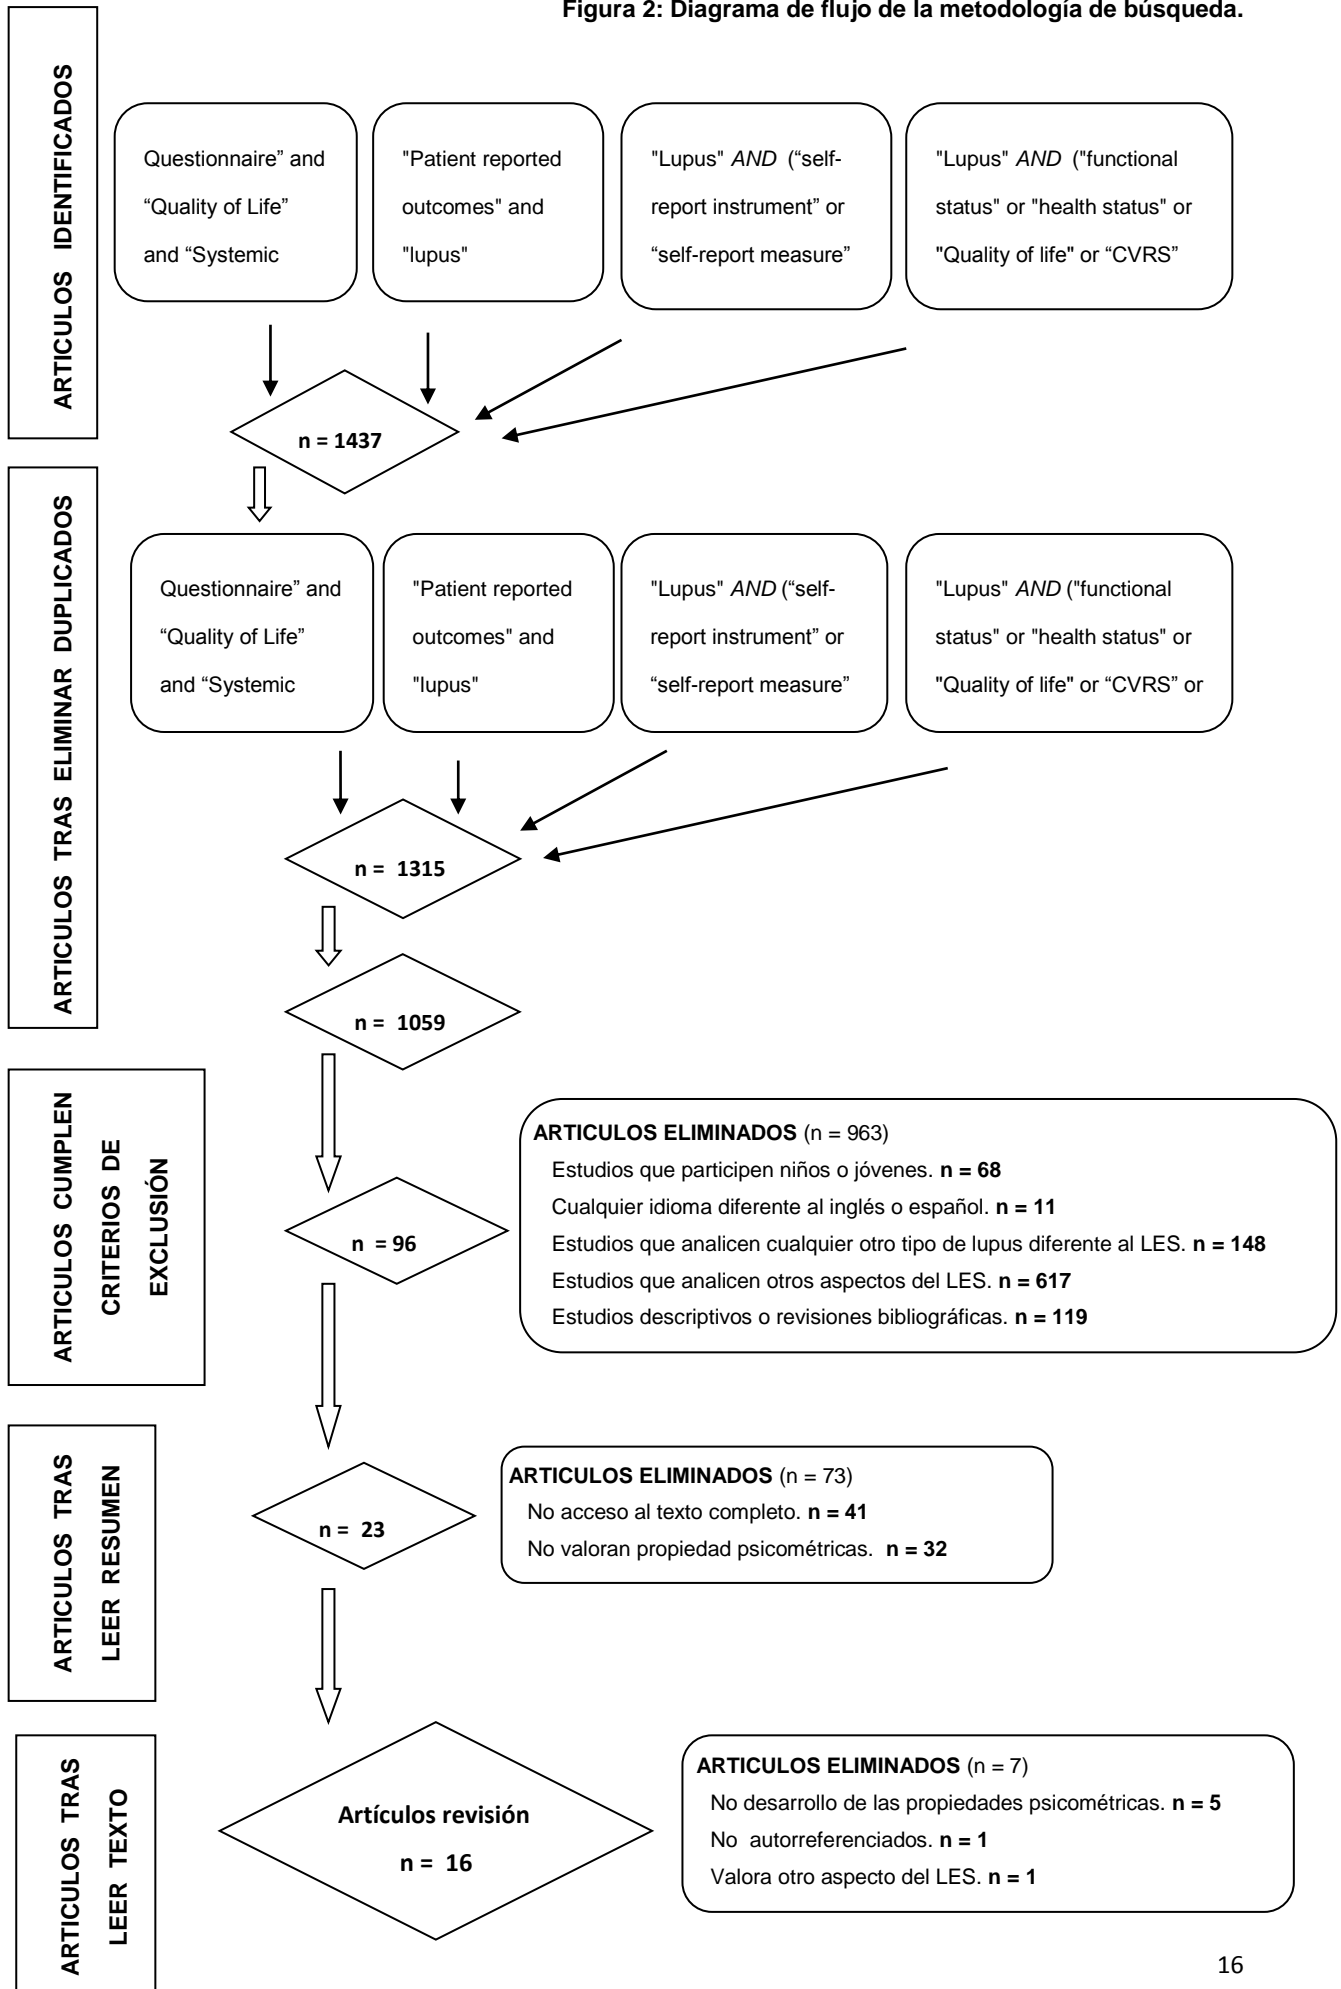 Figura 2: Diagrama de flujo de la metodología de búsqueda.
ARTICULOS IDENTIFICADOS
Questionnaire” and
“Quality of Life”
and “Systemic
"Patient reported
outcomes" and
"lupus"
"Lupus" AND (“self-
report instrument” or
“self-report measure”
"Lupus" AND ("functional
status" or "health status" or
"Quality of life" or “CVRS”
n = 1437
ARTICULOS TRAS ELIMINAR DUPLICADOS
Questionnaire” and
“Quality of Life”
and “Systemic
"Patient reported
outcomes" and
"lupus"
"Lupus" AND (“self-
report instrument” or
“self-report measure”
"Lupus" AND ("functional
status" or "health status" or
"Quality of life" or “CVRS” or
n = 1315
n = 1059
ARTICULOS CUMPLEN
CRITERIOS DE
EXCLUSIÓN
n = 96
ARTICULOS ELIMINADOS (n = 963)
Estudios que participen niños o jóvenes. n = 68
Cualquier idioma diferente al inglés o español. n = 11
Estudios que analicen cualquier otro tipo de lupus diferente al LES. n = 148
Estudios que analicen otros aspectos del LES. n = 617
Estudios descriptivos o revisiones bibliográficas. n = 119
ARTICULOS TRAS
LEER RESUMEN
n = 23
ARTICULOS ELIMINADOS (n = 73)
No acceso al texto completo. n = 41
No valoran propiedad psicométricas. n = 32
ARTICULOS TRAS
LEER TEXTO
Artículos revisión
n = 16
ARTICULOS ELIMINADOS (n = 7)
No desarrollo de las propiedades psicométricas. n = 5
No autorreferenciados. n = 1
Valora otro aspecto del LES. n = 1
16